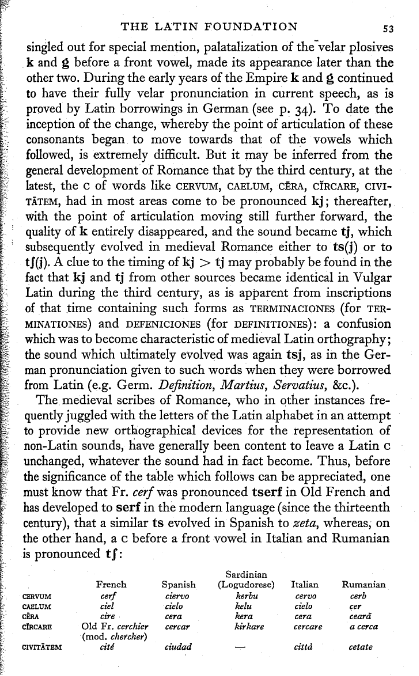 THE LATIN FOUNDATION 53
singled out for special mention, palatalization of the velar plosives
k and g before a front vowel, made its appearance later than the
other two. During the early years of the Empire k and g continued
to have their fully velar pronunciation in current speech, as is
proved by Latin borrowings in German (see p. 34). To date the
inception of the change, whereby the point of articulation of these
consonants began to move towards that of the vowels which
followed, is extremely difficult. But it may be inferred from the
general development of Romance that by the third century, at the
latest, the C of words like CERVUM, CAELUM, CĒRA, CĬRCARE, CIVI-
TĀTEM, had in most areas come to be pronounced kj; thereafter,
with the point of articulation moving still further forward, the
quality of k entirely disappeared, and the sound became tj, which
subsequently evolved in medieval Romance either to ts(j) or to
tʃ(j). A clue to the timing of kj > tj may probably be found in the
fact that kj and tj from other sources became identical in Vulgar
Latin during the third century, as is apparent from inscriptions
of that time containing such forms as TERMINACIONES (for TER-
MINATIONES) and DEFENICIONES (for DEFINITIONES): a confusion
which was to become characteristic of medieval Latin orthography;
the sound which ultimately evolved was again tsj, as in the Ger-
man pronunciation given to such words when they were borrowed
from Latin (e.g. Germ. Definition, Martius, Servatius, &c.).
The medieval scribes of Romance, who in other instances fre-
quently juggled with the letters of the Latin alphabet in an attempt
to provide new orthographical devices for the representation of
non-Latin sounds, have generally been content to leave a Latin C
unchanged, whatever the sound had in fact become. Thus, before
the significance of the table which follows can be appreciated, one
must know that Fr. cerf was pronounced tserf in Old French and
has developed to serf in the modern language (since the thirteenth
century), that a similar ts evolved in Spanish to zeta, whereas, on
the other hand, a c before a front vowel in Italian and Rumanian
is pronounced tʃ:
Sardinian
French Spanish (Logudorese) Italian Rumanian
CERVUM cerf ciervo kerbu cervo cerb
CAELUM ciel cielo kelu cielo cer
CĒRA cire cera kera cera ceară
CĬRCARE Old Fr. cerchier cercar kirkare cercare a cerca
(mod. chercher)
CIVITĀTEM cité ciudad — città cetate